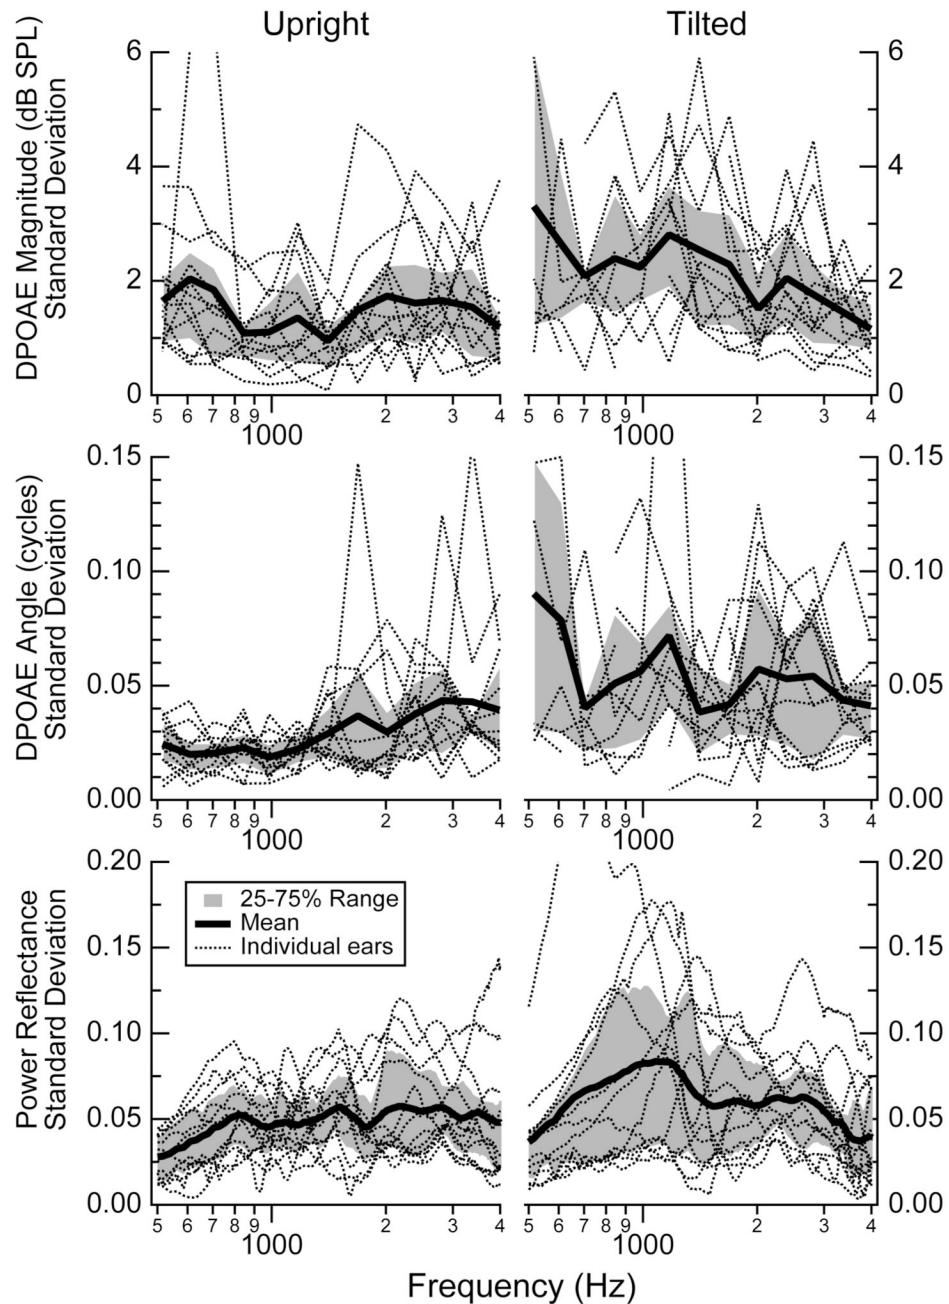 Upright Tilted
DPOAE Magnitude (dB SPL)
Standard Deviation
6 6
4 4
2 2
0 0
5 6 7 8 9 2 3 4 5 6 7 8 9 2 3 4
1000 1000
DPOAE Angle (cycles)
Standard Deviation
0.15 0.15
0.10 0.10
0.05 0.05
0.00 0.00
5 6 7 8 9 2 3 4 5 6 7 8 9 2 3 4
1000 1000
Power Reflectance
Standard Deviation
0.20 0.20
25-75% Range
Mean
Individual ears
0.15 0.15
0.10 0.10
0.05 0.05
0.00 0.00
5 6 7 8 9 2 3 4 5 6 7 8 9 2 3 4
1000 1000
Frequency (Hz)